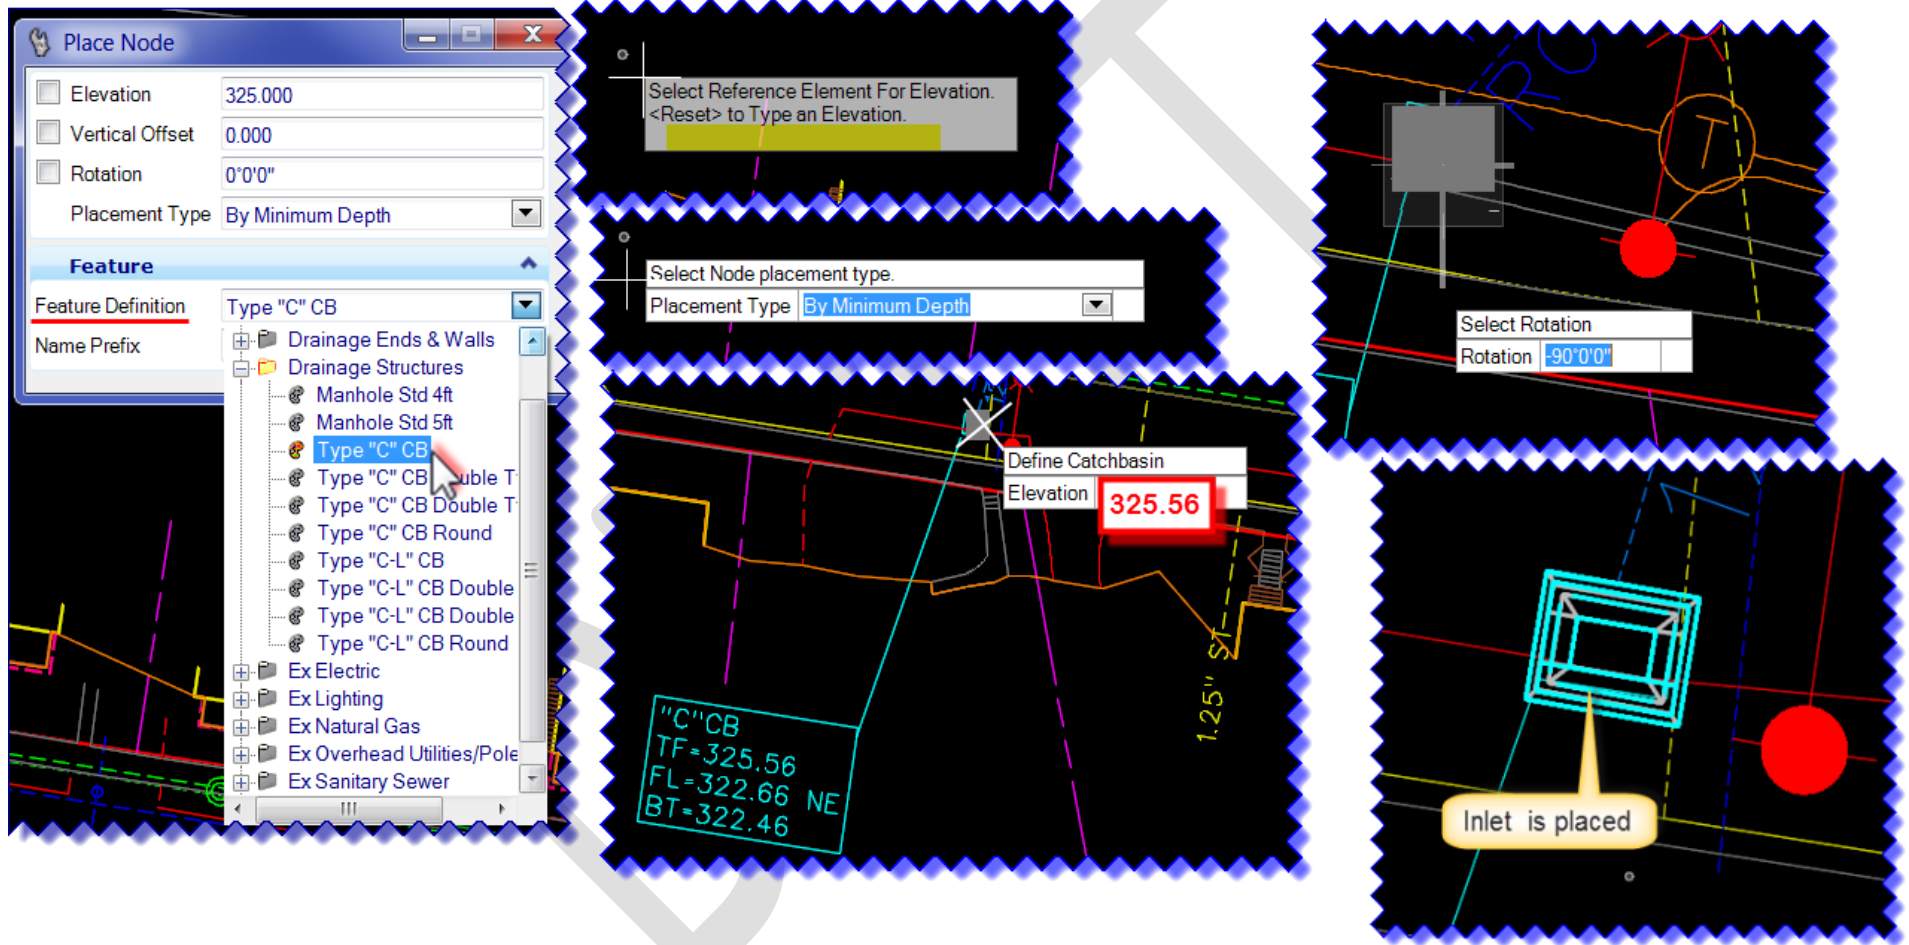 Place Node
Elevation 325.000
Vertical Offset 0.000
Rotation 0°0'0"
Placement Type By Minimum Depth
Feature
Feature Definition Type "C" CB
Name Prefix
Drainage Ends & Walls
Drainage Structures
Manhole Std 4ft
Manhole Std 5ft
Type "C" CB
Type "C" CB
Type "C" CB Double T
Type "C" CB Round
Type "C-L" CB
Type "C-L" CB Double
Type "C-L" CB Double
Type "C-L" CB Round
Ex Electric
Ex Lighting
Ex Natural Gas
Ex Overhead Utilities/Pole
Ex Sanitary Sewer
Select Reference Element For Elevation.
<Reset> to Type an Elevation.
Select Node placement type.
Placement Type By Minimum Depth
Define Catchbasin
Elevation 325.56
"C"CB
TF=325.56
FL=322.66 NE
BT=322.46
1.25" ST
T
Select Rotation
Rotation -90°0'0"
Inlet is placed